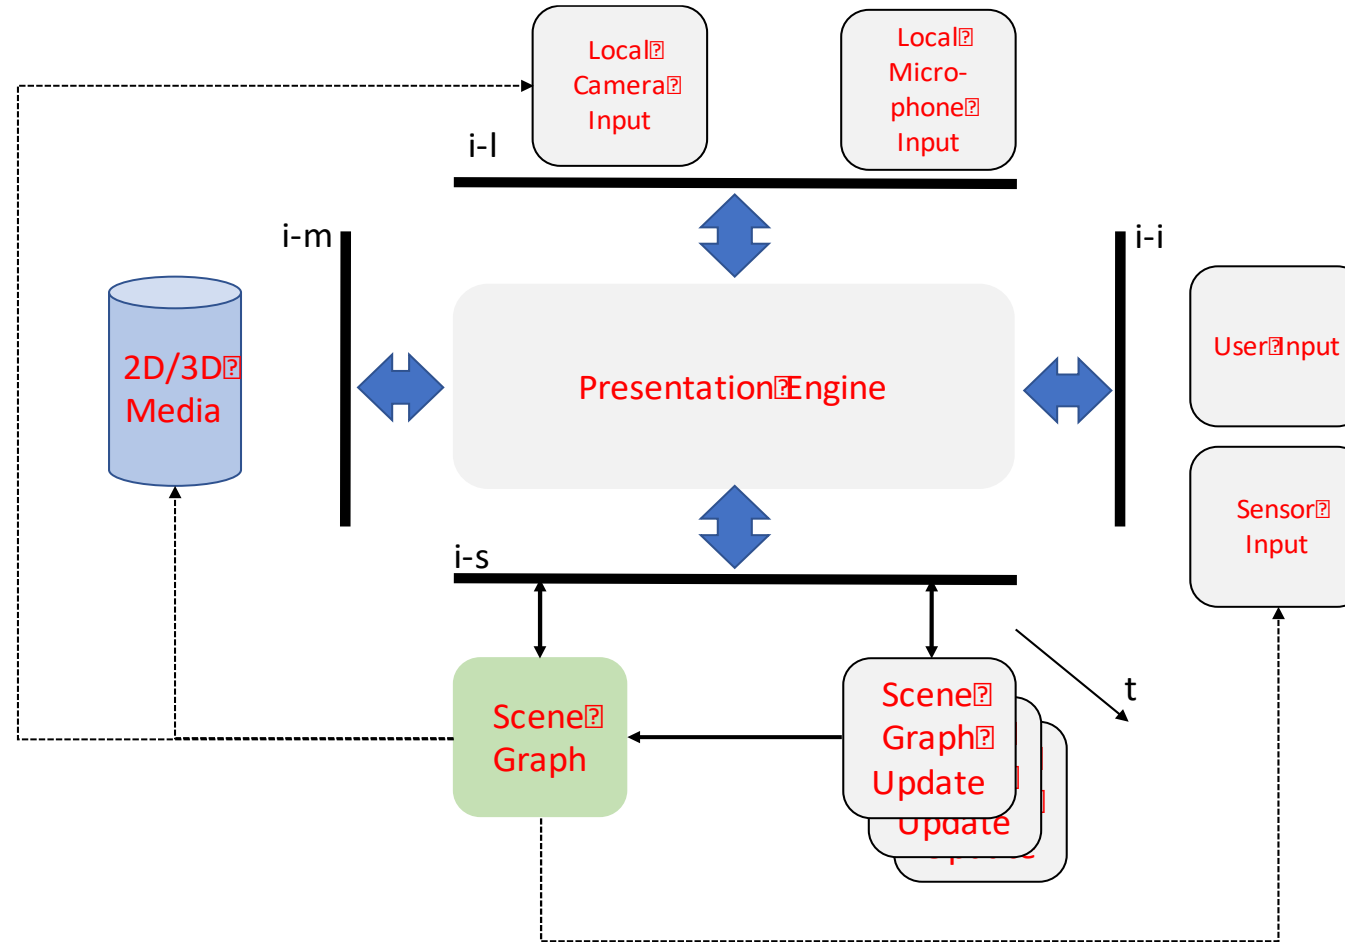 Local
Camera
Input
Local
Micro-
phone
Input
i-l
i-m
i-i
2D/3D
Media
Presentation Engine
User Input
Sensor
Input
i-s
t
Scene
Graph
Scene
Graph
Update
Update